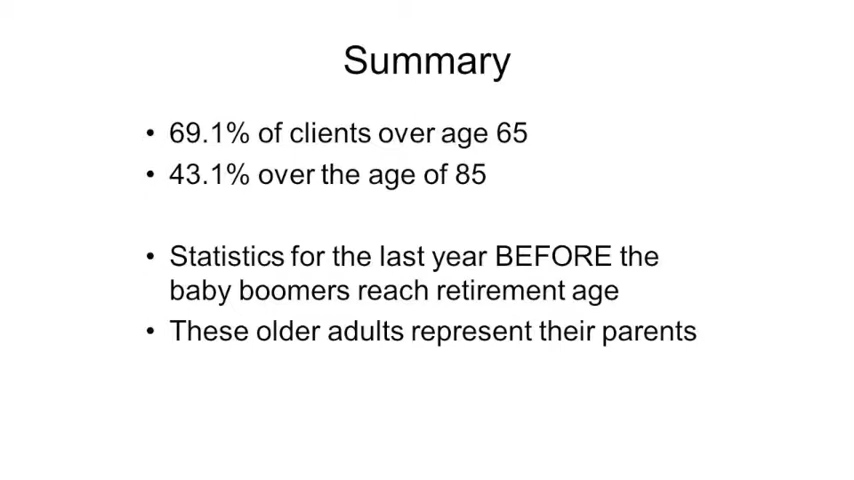 Summary
• 69.1% of clients over age 65
• 43.1% over the age of 85
• Statistics for the last year BEFORE the
baby boomers reach retirement age
• These older adults represent their parents